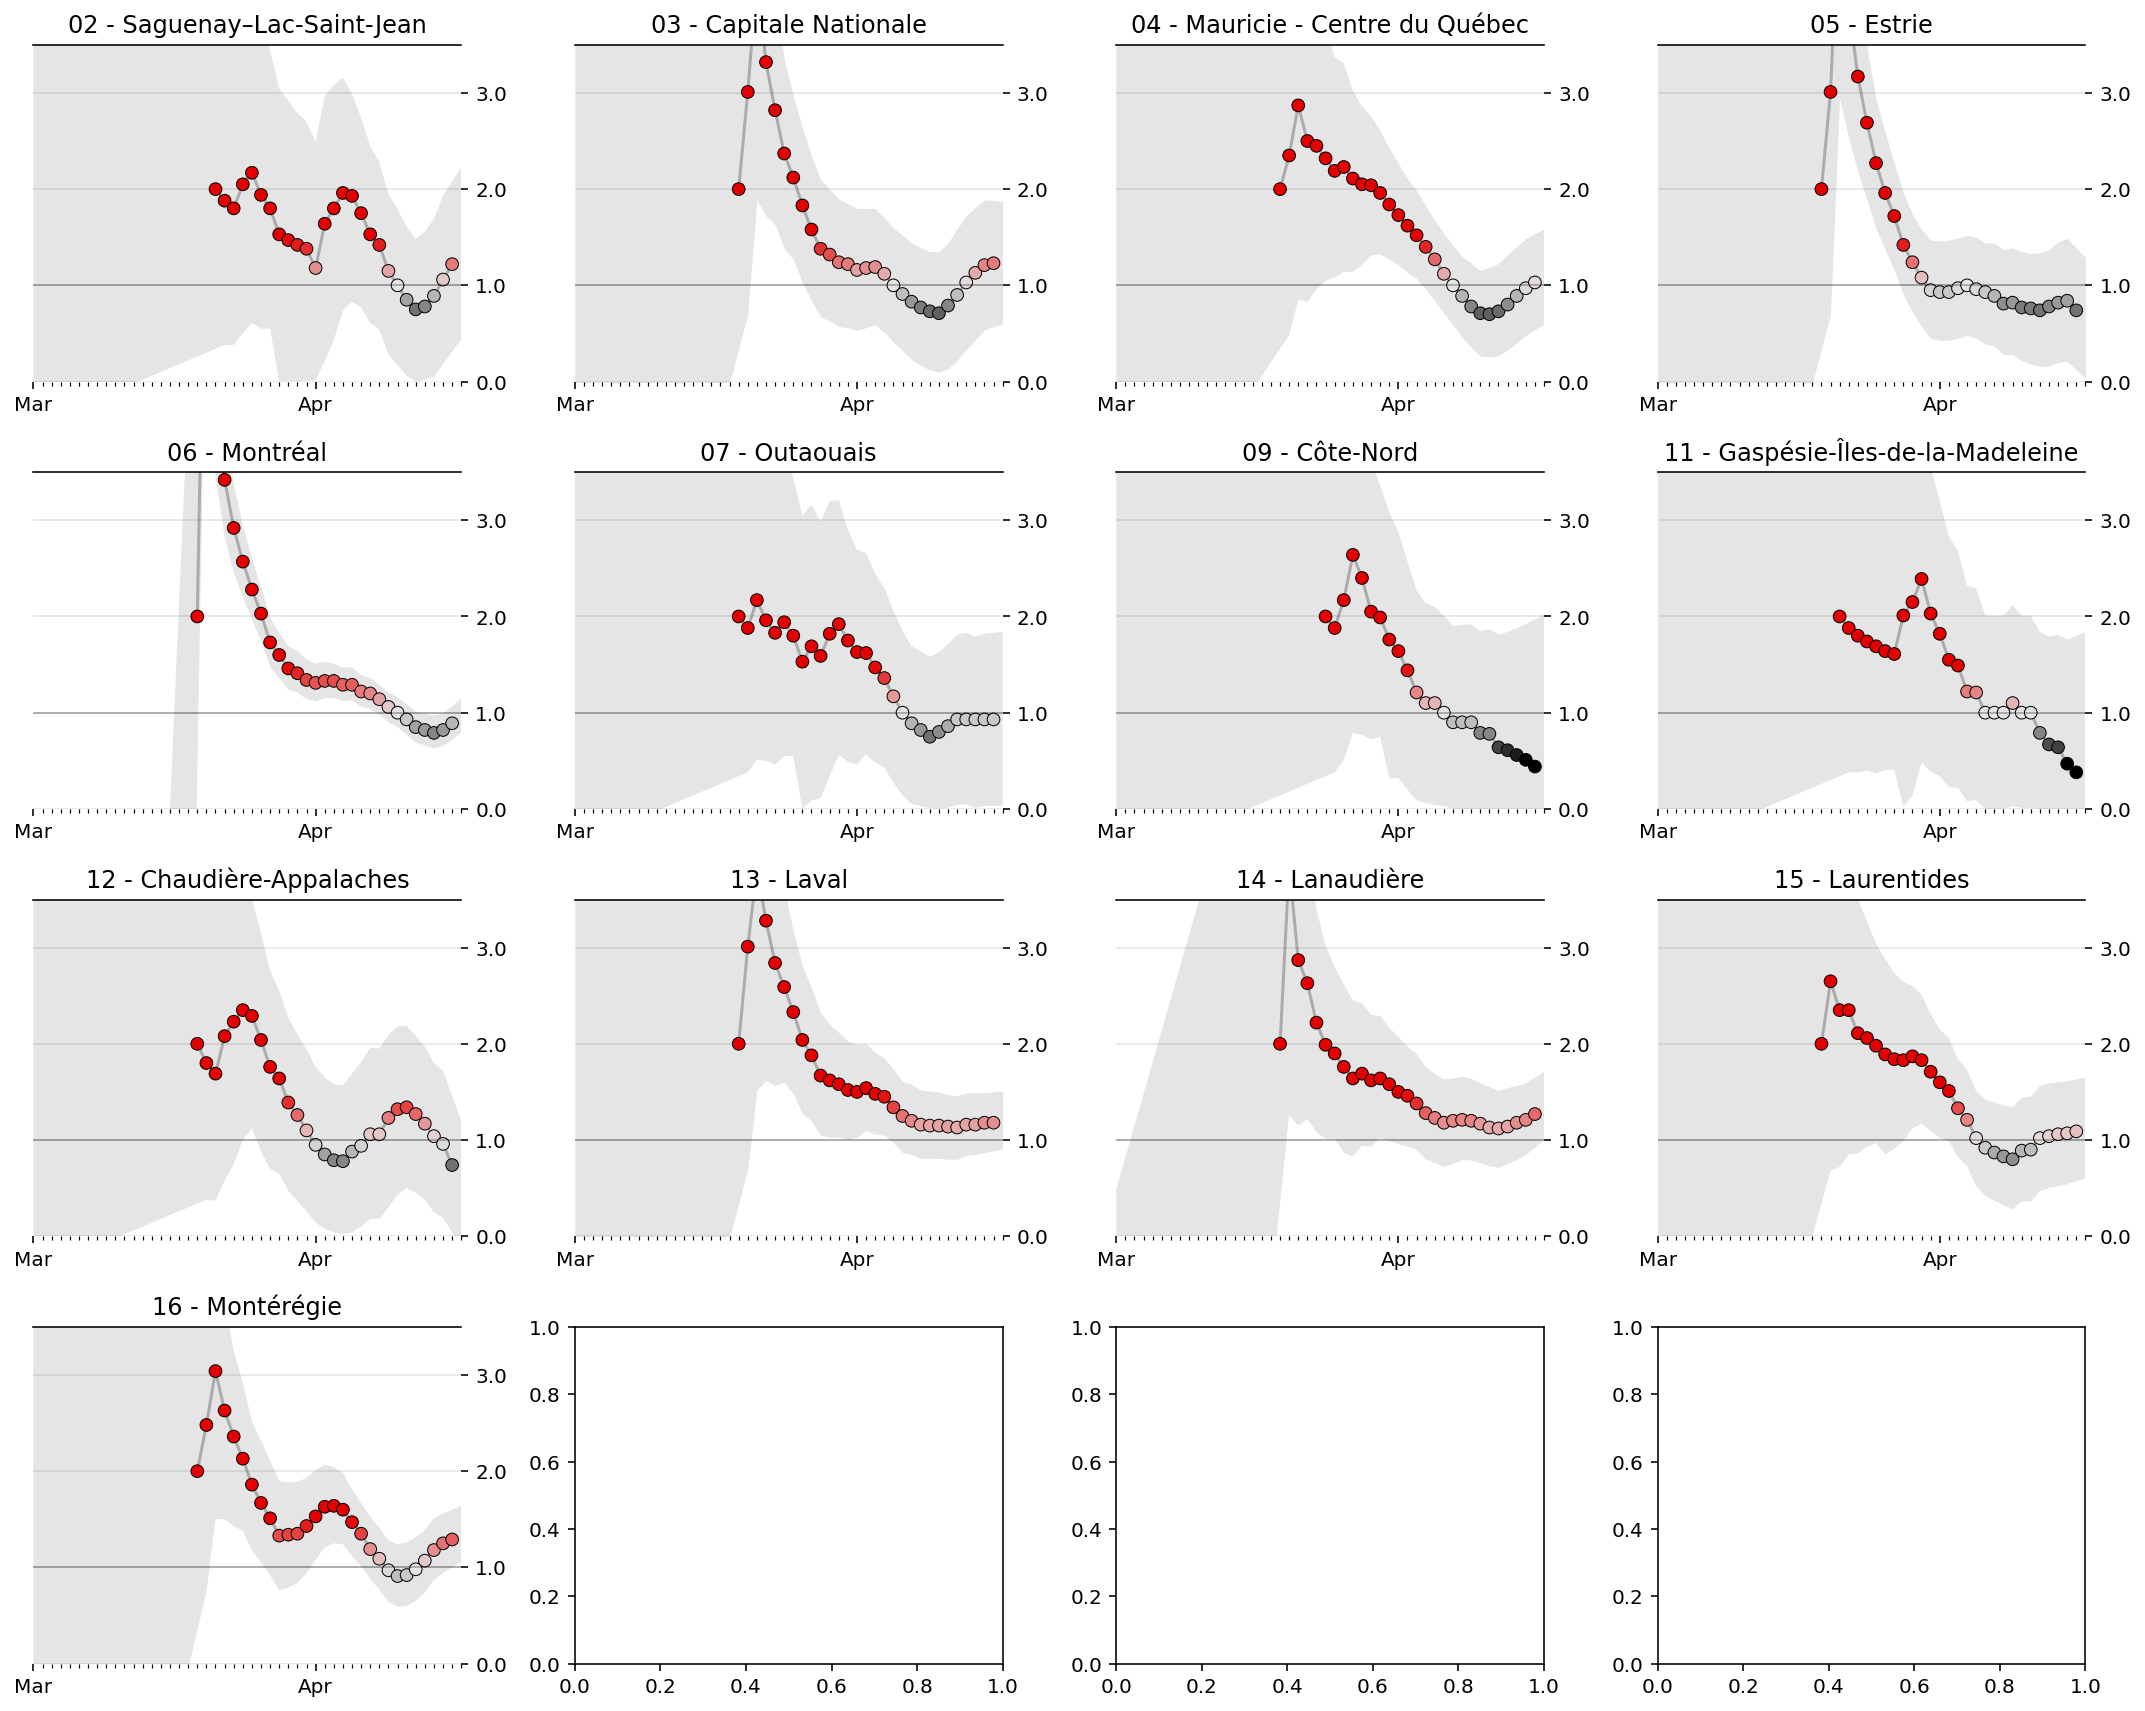 02 - Saguenay–Lac-Saint-Jean
3.0
2.0
1.0
0.0
Mar
Apr
03 - Capitale Nationale
3.0
2.0
1.0
0.0
Mar
Apr
04 - Mauricie - Centre du Québec
3.0
2.0
1.0
0.0
Mar
Apr
05 - Estrie
3.0
2.0
1.0
0.0
Mar
Apr
06 - Montréal
3.0
2.0
1.0
0.0
Mar
Apr
07 - Outaouais
3.0
2.0
1.0
0.0
Mar
Apr
09 - Côte-Nord
3.0
2.0
1.0
0.0
Mar
Apr
11 - Gaspésie-Îles-de-la-Madeleine
3.0
2.0
1.0
0.0
Mar
Apr
12 - Chaudière-Appalaches
3.0
2.0
1.0
0.0
Mar
Apr
13 - Laval
3.0
2.0
1.0
0.0
Mar
Apr
14 - Lanaudière
3.0
2.0
1.0
0.0
Mar
Apr
15 - Laurentides
3.0
2.0
1.0
0.0
Mar
Apr
16 - Montérégie
3.0
2.0
1.0
0.0
Mar
Apr
1.0
0.8
0.6
0.4
0.2
0.0
0.0 0.2 0.4 0.6 0.8 1.0
1.0
0.8
0.6
0.4
0.2
0.0
0.0 0.2 0.4 0.6 0.8 1.0
1.0
0.8
0.6
0.4
0.2
0.0
0.0 0.2 0.4 0.6 0.8 1.0